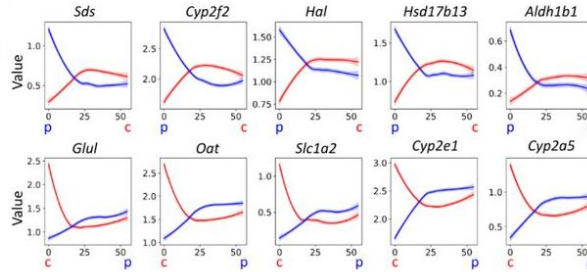 Sds Cyp2f2 Hal Hsd17b13 Aldh1b1
Value
1.0 0.5
2.5 2.0
1.50 1.25 1.00 0.75
1.5 1.0
0.6 0.4 0.2
0 25 50 0 25 50 0 25 50 0 25 50 0 25 50
p c p c p c p c p c
Glul Oat Slc1a2 Cyp2e1 Cyp2a5
Value
2.5 2.0 1.5 1.0
2.5 2.0 1.5 1.0
1.0 0.5
3.0 2.5 2.0
1.0 0.5
0 25 50 0 25 50 0 25 50 0 25 50 0 25 50
c p c p c p c p c